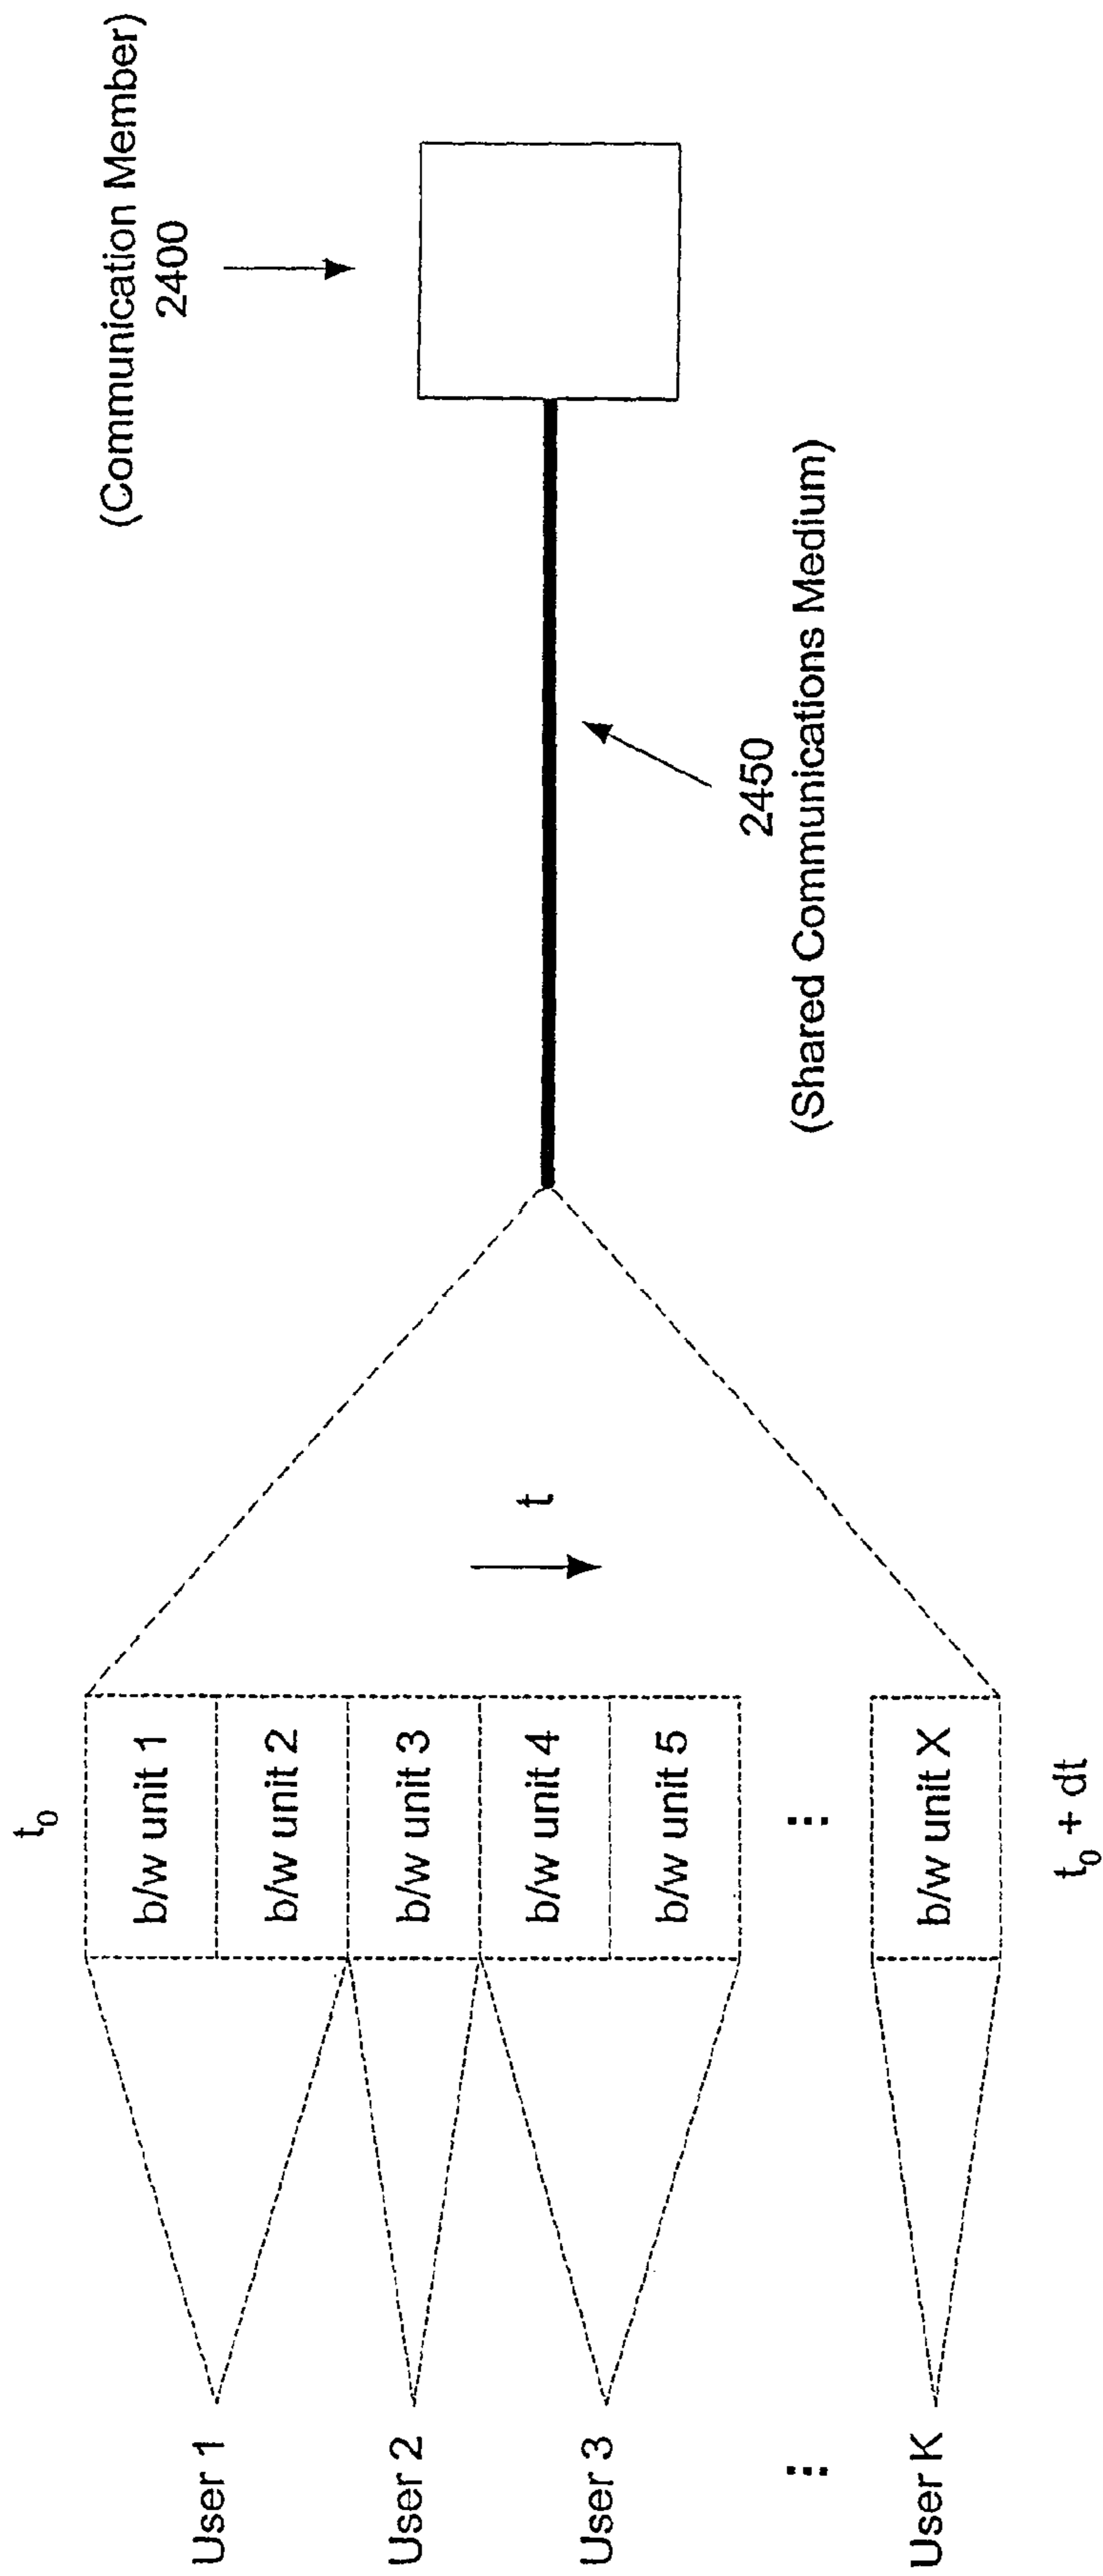 (Communication Member)
2400
t0
b/w unit 1
b/w unit 2
b/w unit 3
b/w unit 4
b/w unit 5
...
b/w unit X
t0 + dt
t
User 1
User 2
User 3
...
User K
2450
(Shared Communications Medium)